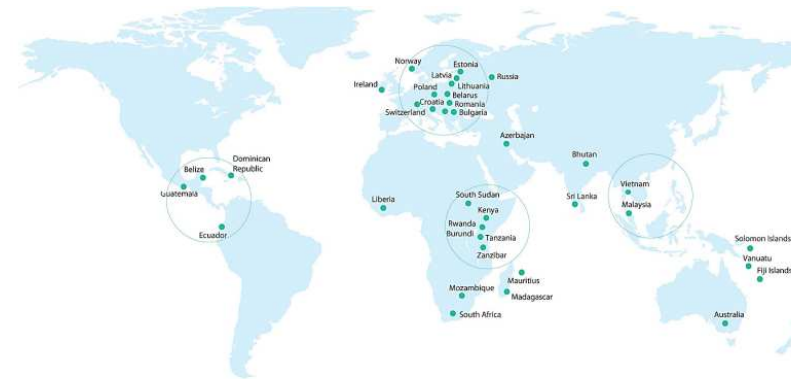 Norway
Estonia
Latvia
Russia
Ireland
Poland
Lithuania
Belarus
Croatia
Romania
Switzerland
Bulgaria
Azerbajan
Bhutan
Dominican
Republic
Belize
Guatemala
Ecuador
Liberia
South Sudan
Kenya
Rwanda
Burundi
Tanzania
Zanzibar
Sri Lanka
Vietnam
Malaysia
Solomon Islands
Vanuatu
Fiji Islands
Mauritius
Mozambique
Madagascar
South Africa
Australia